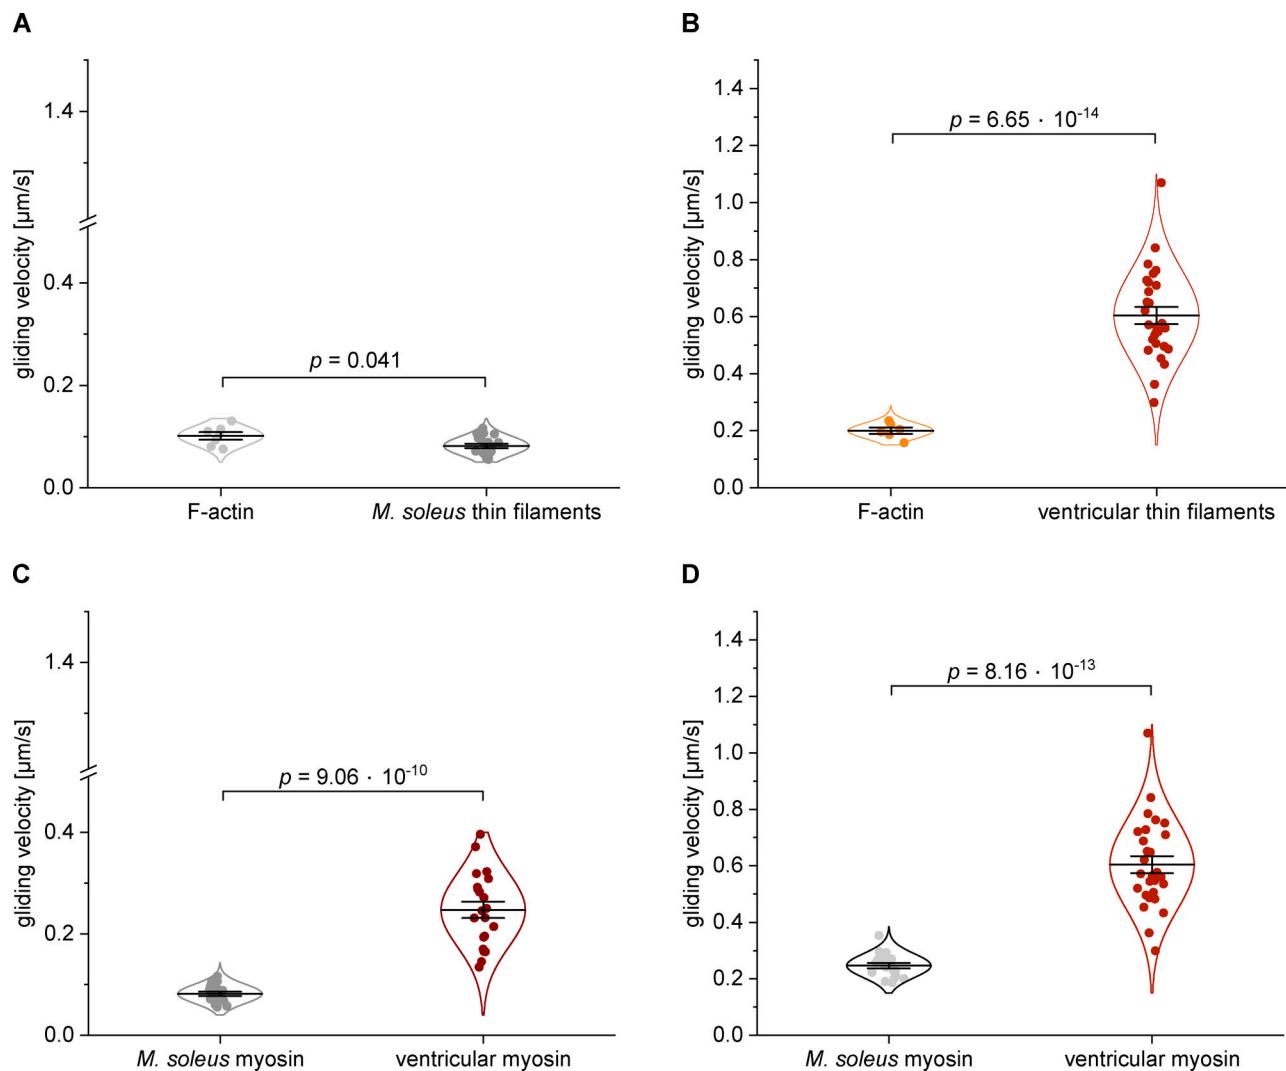 A
gliding velocity [µm/s]
1.4
0.4
0.2
0.0
p = 0.041
F-actin
M. soleus thin filaments
B
gliding velocity [µm/s]
1.4
1.2
1.0
0.8
0.6
0.4
0.2
0.0
p = 6.65 · 10⁻¹⁴
F-actin
ventricular thin filaments
C
gliding velocity [µm/s]
1.4
0.4
0.2
0.0
p = 9.06 · 10⁻¹⁰
M. soleus myosin
ventricular myosin
D
gliding velocity [µm/s]
1.4
1.2
1.0
0.8
0.6
0.4
0.2
0.0
p = 8.16 · 10⁻¹³
M. soleus myosin
ventricular myosin